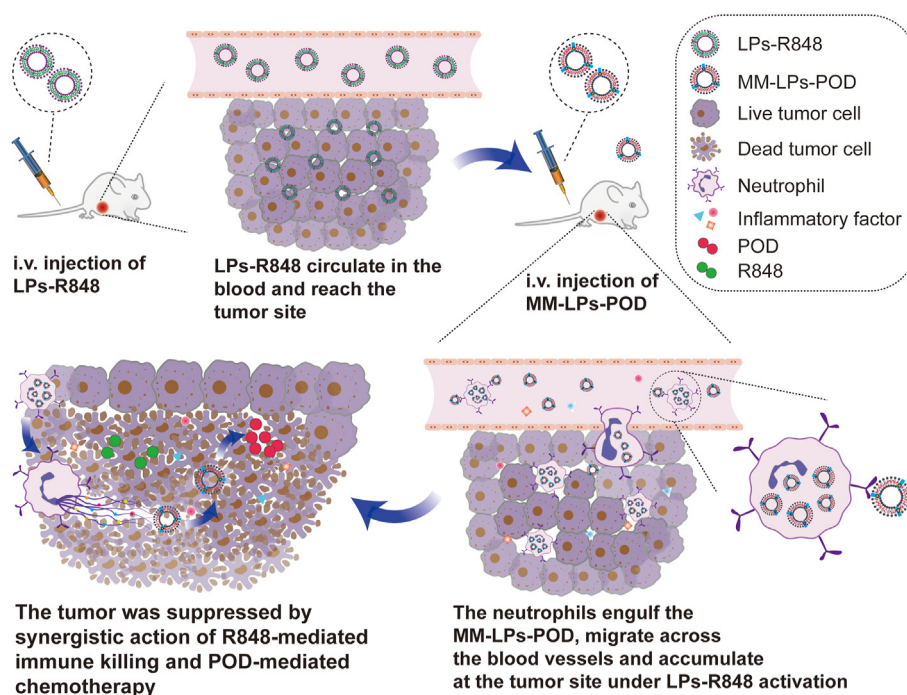 i.v. injection of
LPs-R848
LPs-R848 circulate in the
blood and reach the
tumor site
i.v. injection of
MM-LPs-POD
LPs-R848
MM-LPs-POD
Live tumor cell
Dead tumor cell
Neutrophil
Inflammatory factor
POD
R848
The tumor was suppressed by
synergistic action of R848-mediated
immune killing and POD-mediated
chemotherapy
The neutrophils engulf the
MM-LPs-POD, migrate across
the blood vessels and accumulate
at the tumor site under LPs-R848 activation